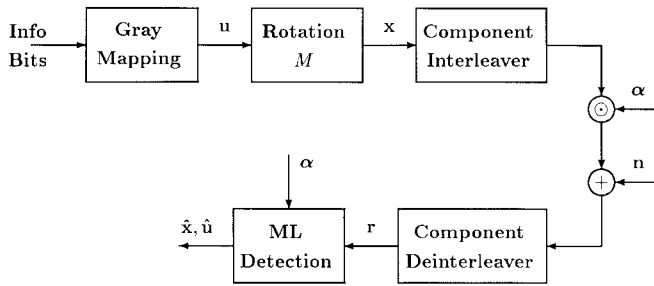 Info
Bits
Gray
Mapping
u
Rotation
M
x
Component
Interleaver
α
n
α
x̂, û
ML
Detection
r
Component
Deinterleaver